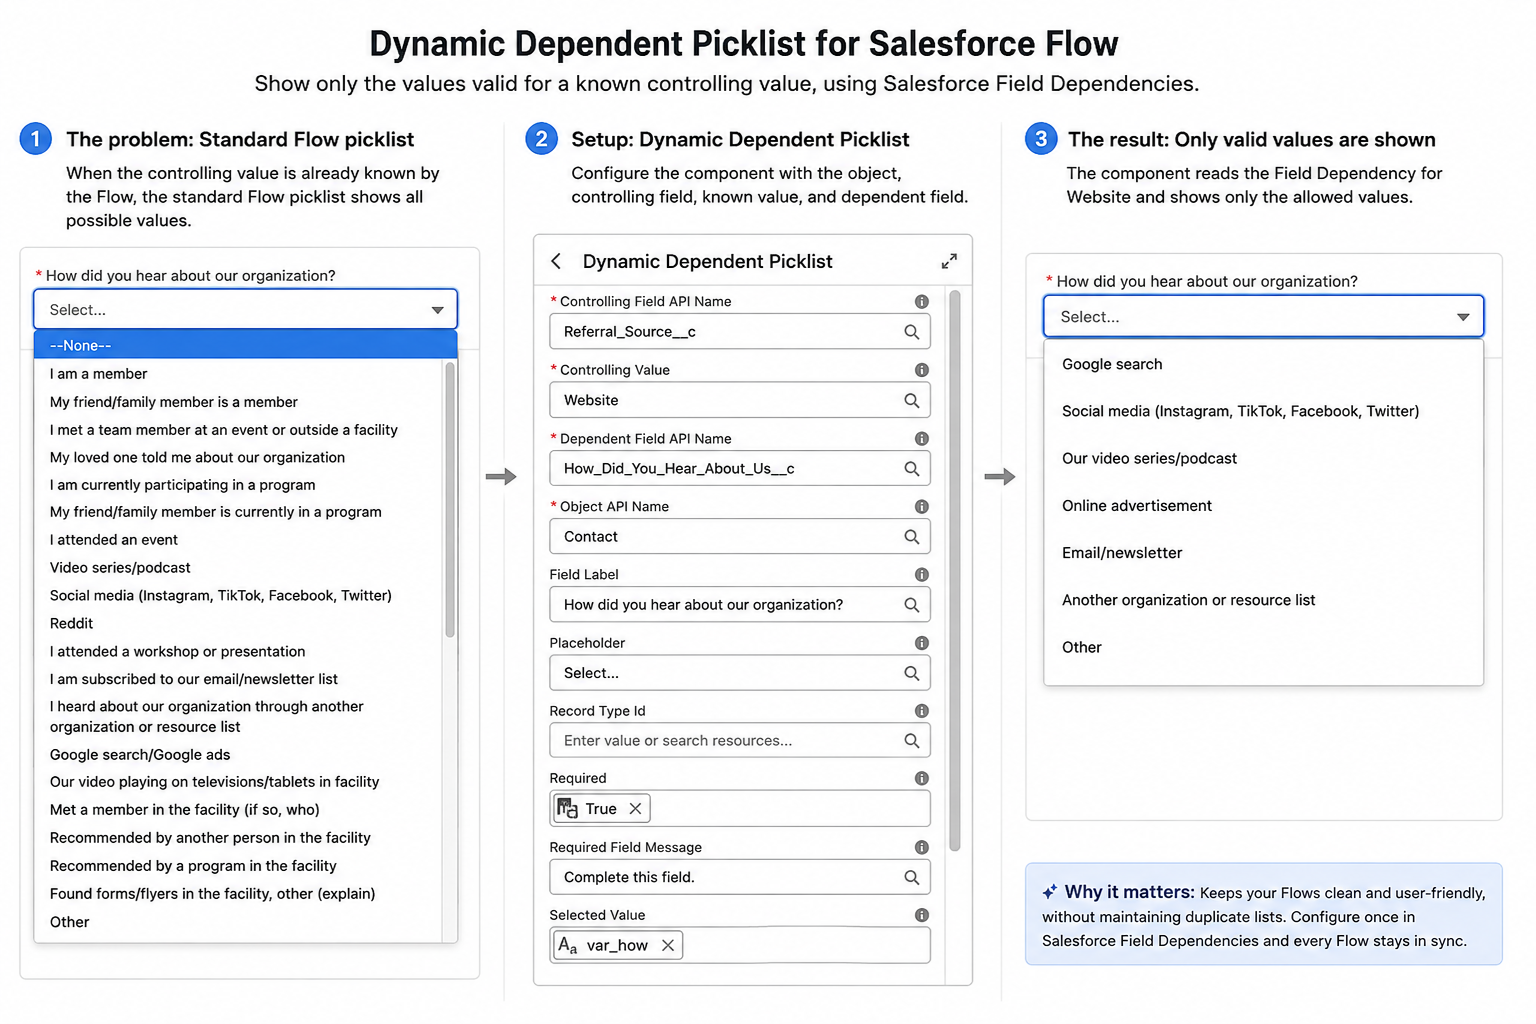 Dynamic Dependent Picklist for Salesforce Flow
Show only the values valid for a known controlling value, using Salesforce Field Dependencies.
1 The problem: Standard Flow picklist
When the controlling value is already known by
the Flow, the standard Flow picklist shows all
possible values.
* How did you hear about our organization?
Select...
--None--
I am a member
My friend/family member is a member
I met a team member at an event or outside a facility
My loved one told me about our organization
I am currently participating in a program
My friend/family member is currently in a program
I attended an event
Video series/podcast
Social media (Instagram, TikTok, Facebook, Twitter)
Reddit
I attended a workshop or presentation
I am subscribed to our email/newsletter list
I heard about our organization through another
organization or resource list
Google search/Google ads
Our video playing on televisions/tablets in facility
Met a member in the facility (if so, who)
Recommended by another person in the facility
Recommended by a program in the facility
Found forms/flyers in the facility, other (explain)
Other
2 Setup: Dynamic Dependent Picklist
Configure the component with the object,
controlling field, known value, and dependent field.
Dynamic Dependent Picklist
* Controlling Field API Name
Referral_Source__c
* Controlling Value
Website
* Dependent Field API Name
How_Did_You_Hear_About_Us__c
* Object API Name
Contact
Field Label
How did you hear about our organization?
Placeholder
Select...
Record Type Id
Enter value or search resources...
Required
True
Required Field Message
Complete this field.
Selected Value
Aa var_how
3 The result: Only valid values are shown
The component reads the Field Dependency for
Website and shows only the allowed values.
* How did you hear about our organization?
Select...
Google search
Social media (Instagram, TikTok, Facebook, Twitter)
Our video series/podcast
Online advertisement
Email/newsletter
Another organization or resource list
Other
Why it matters: Keeps your Flows clean and user-friendly,
without maintaining duplicate lists. Configure once in
Salesforce Field Dependencies and every Flow stays in sync.